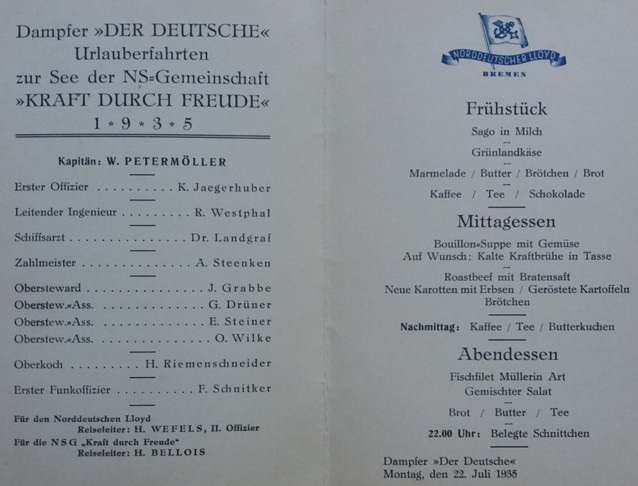 Dampfer »DER DEUTSCHE«
Urlauberfahrten
zur See der NS=Gemeinschaft
»KRAFT DURCH FREUDE«
1 * 9 * 3 * 5
Kapitän: W. PETERMÖLLER
Erster Offizier . . . . . . . . . . K. Jaegerhuber
Leitender Ingenieur . . . . . . . . . R. Westphal
Schiffsarzt . . . . . . . . . . . . . . Dr. Landgraf
Zahlmeister . . . . . . . . . . . . . . A. Steenken
Obersteward . . . . . . . . . . . . . . J. Grabbe
Oberstew.=Ass. . . . . . . . . . . . . G. Drüner
Oberstew.=Ass. . . . . . . . . . . . . E. Steiner
Oberstew.=Ass. . . . . . . . . . . . . O. Wilke
Oberkoch . . . . . . . . . H. Riemenschneider
Erster Funkoffizier . . . . . . . . . F. Schnitker
Für den Norddeutschen Lloyd
Reiseleiter: H. WEFELS, II. Offizier
Für die NSG „Kraft durch Freude"
Reiseleiter: H. BELLOIS
NORDDEUTSCHER LLOYD
BREMEN
Frühstück
Sago in Milch
Grünlandkäse
Marmelade / Butter / Brötchen / Brot
Kaffee / Tee / Schokolade
Mittagessen
Bouillon=Suppe mit Gemüse
Auf Wunsch: Kalte Kraftbrühe in Tasse
Roastbeef mit Bratensaft
Neue Karotten mit Erbsen / Geröstete Kartoffeln
Brötchen
Nachmittag: Kaffee / Tee / Butterkuchen
Abendessen
Fischfilet Müllerin Art
Gemischter Salat
Brot / Butter / Tee
22.00 Uhr: Belegte Schnittchen
Dampfer »Der Deutsche«
Montag, den 22. Juli 1935